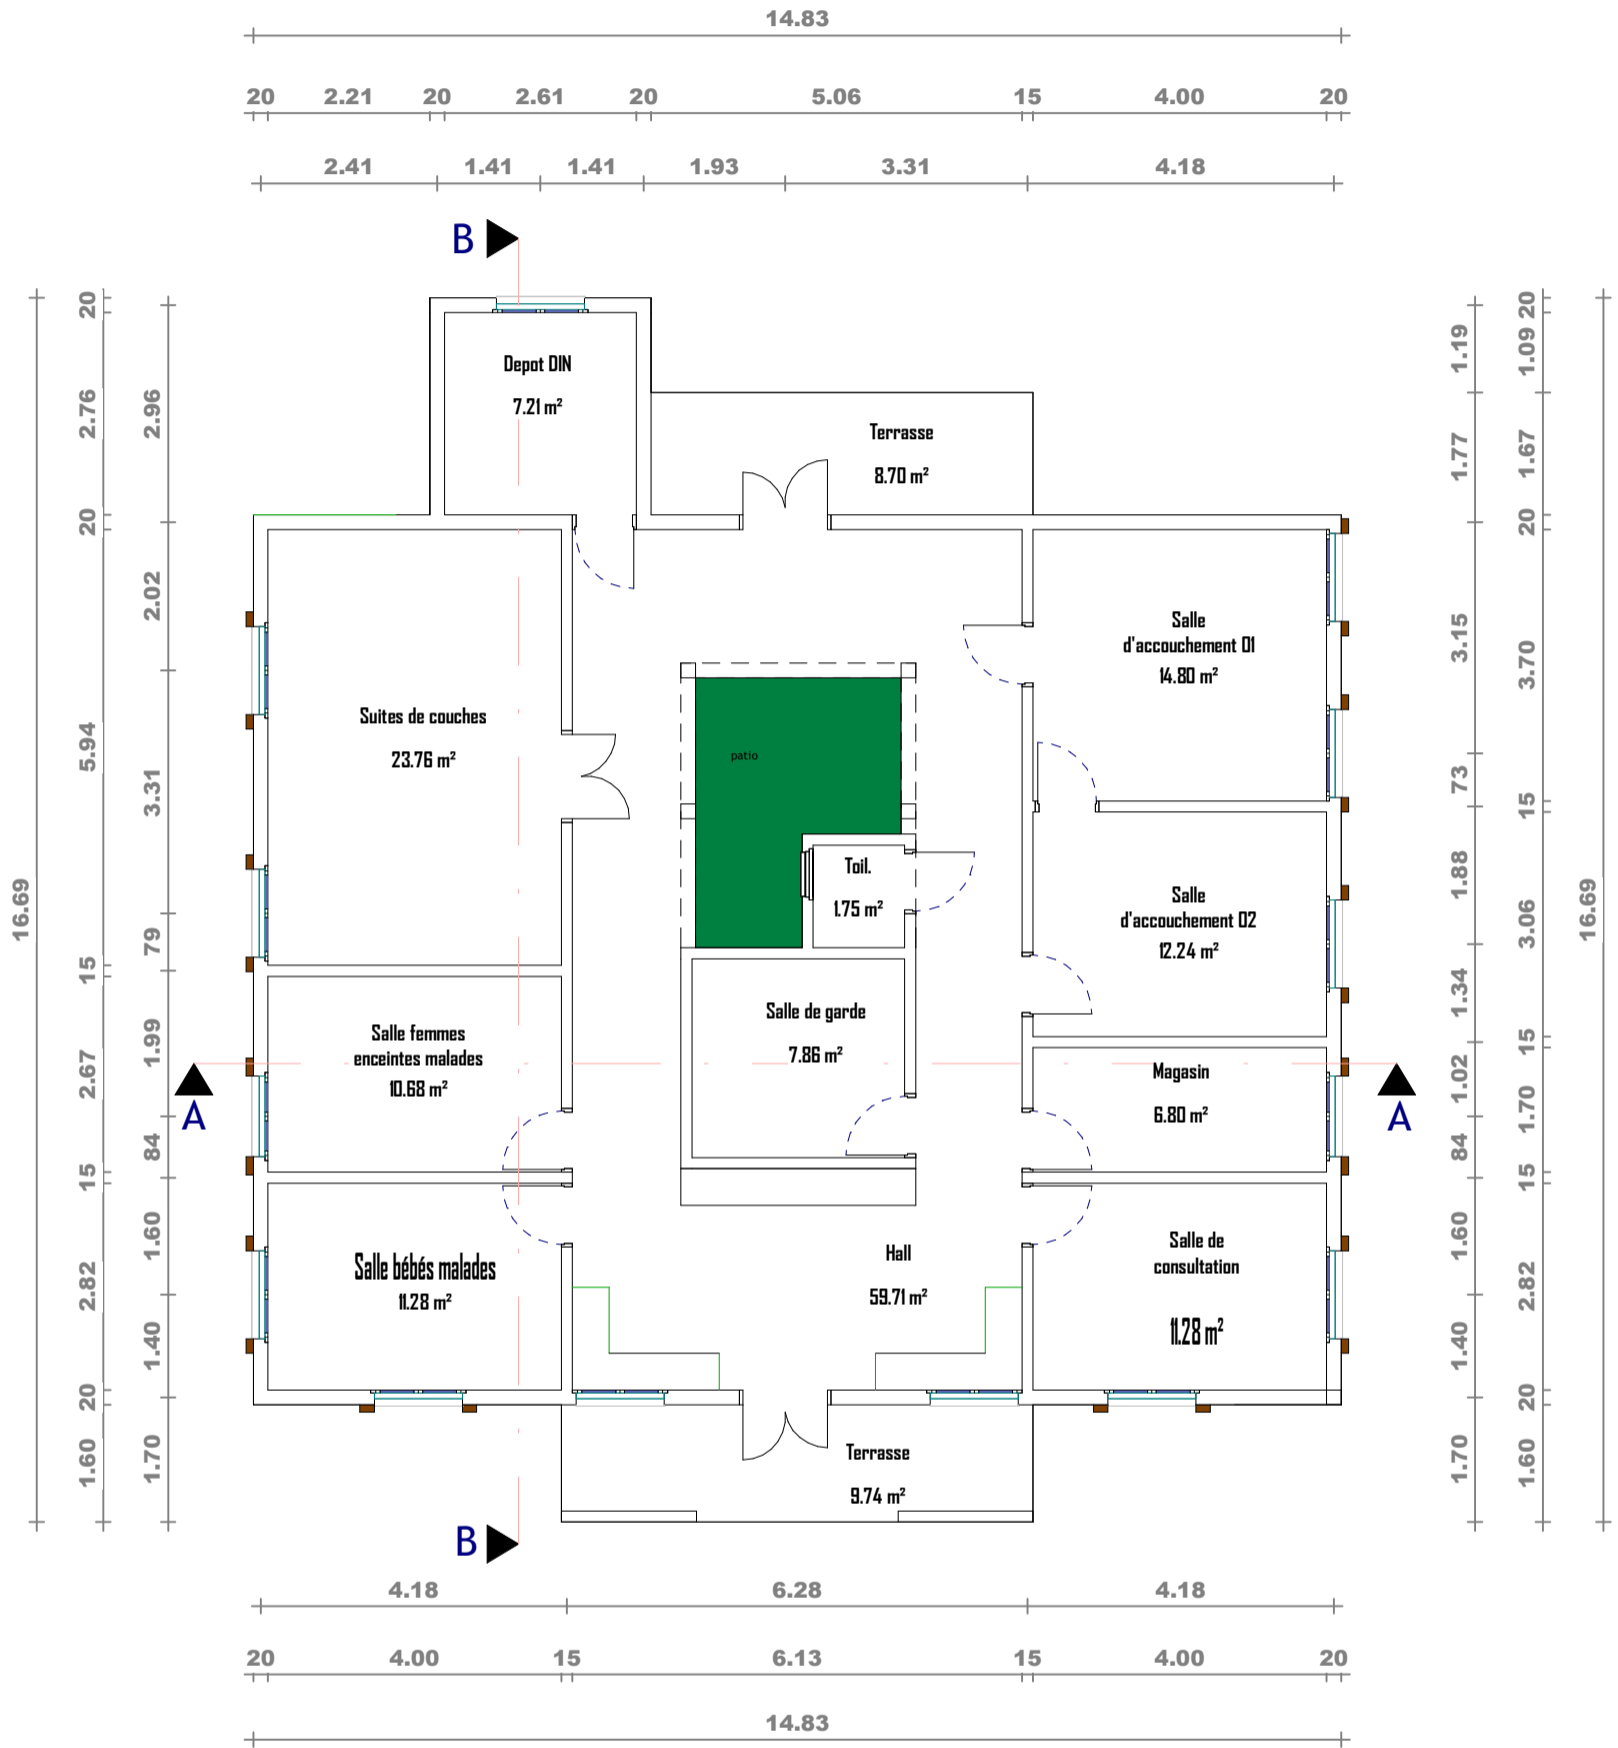 14.83
20 2.21 20 2.61 20 5.06 15 4.00 20
2.41 1.41 1.41 1.93 3.31 4.18
B
Depot DIN
7.21 m²
Terrasse
8.70 m²
Salle
d'accouchement 01
14.80 m²
Suites de couches
23.76 m²
patio
Toil.
1.75 m²
Salle
d'accouchement 02
12.24 m²
Salle de garde
7.86 m²
Salle femmes
enceintes malades
10.68 m²
Magasin
6.80 m²
A
A
Salle bébés malades
11.28 m²
Hall
59.71 m²
Salle de
consultation
11.28 m²
Terrasse
9.74 m²
B
16.69
20 2.76 20 5.94 15 2.67 15 2.82 20 1.60
2.96 2.02 3.31 79 1.99 84 1.60 1.40 1.70
1.19 1.77 3.15 73 1.88 1.34 1.02 84 1.60 1.40 1.70
20 1.09 1.67 20 3.70 15 3.06 15 1.70 15 2.82 20 1.60
16.69
4.18 6.28 4.18
20 4.00 15 6.13 15 4.00 20
14.83